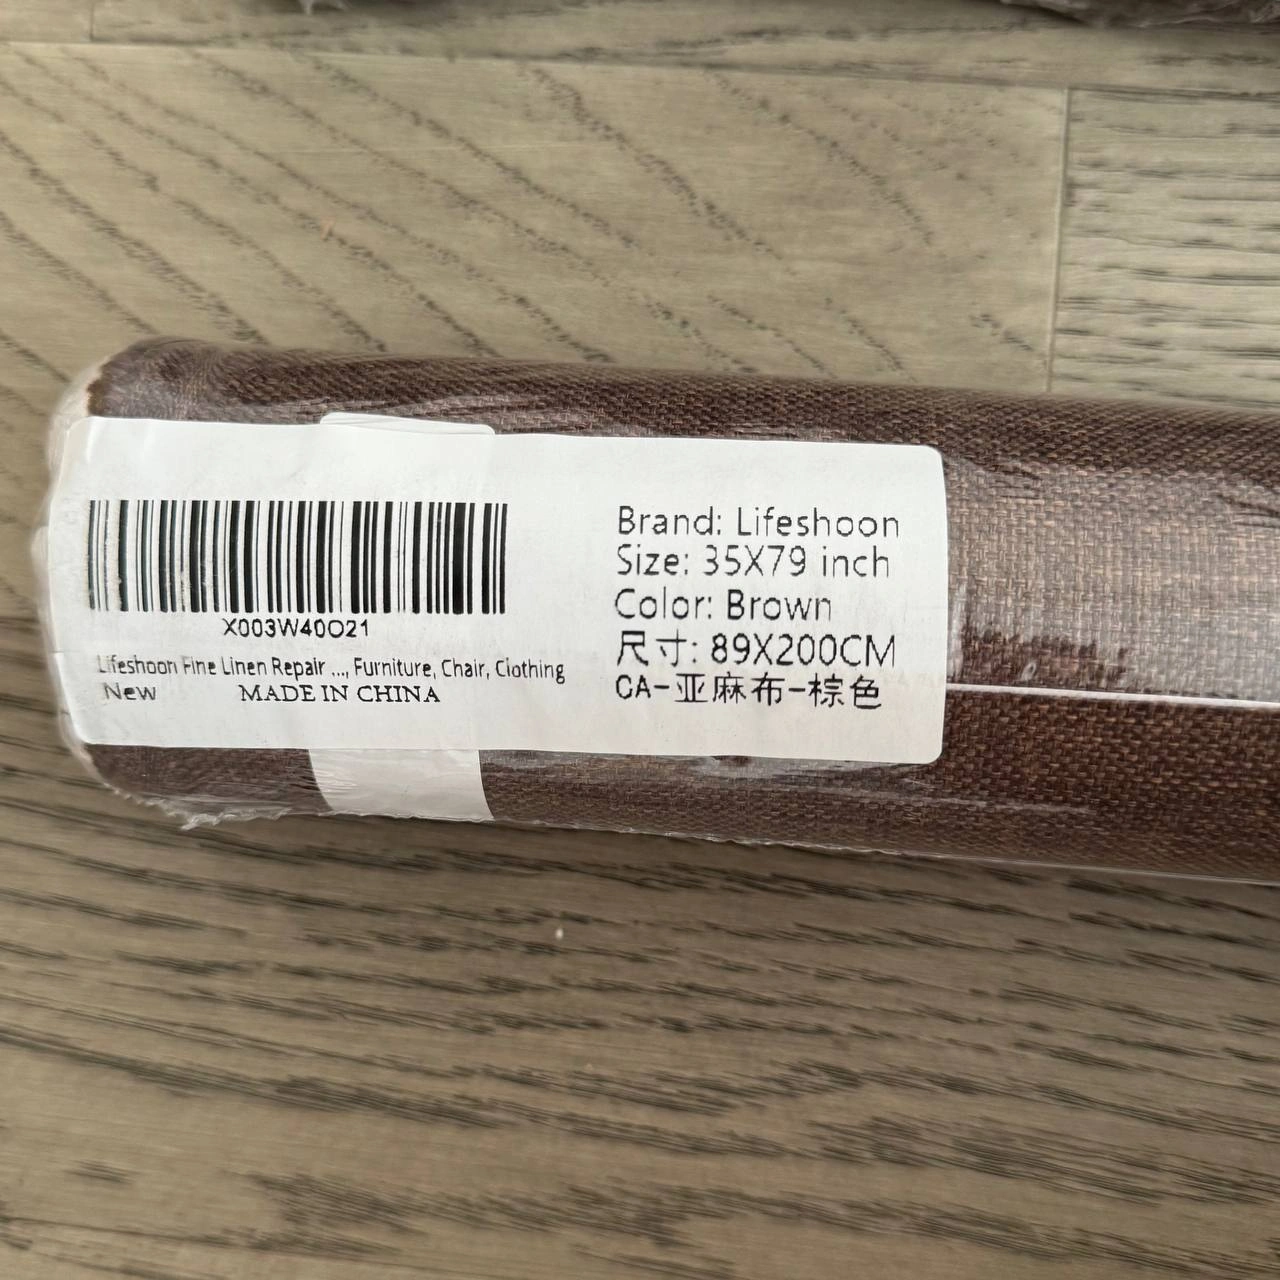 X003W40O21
Lifeshoon Fine Linen Repair ..., Furniture, Chair, Clothing
New
MADE IN CHINA
Brand: Lifeshoon
Size: 35X79 inch
Color: Brown
尺寸: 89X200CM
CA-亚麻布-棕色